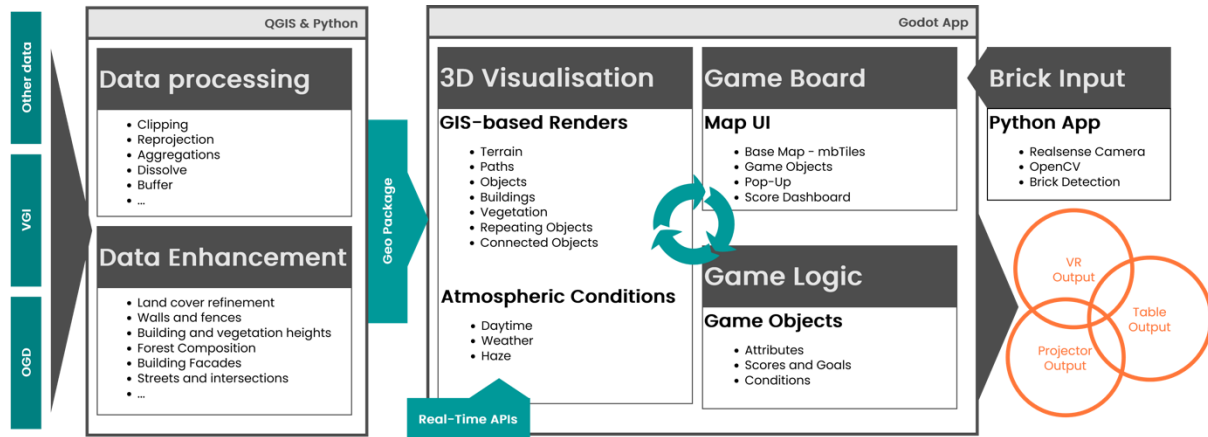 Other data
VGI
OGD
QGIS & Python
Data processing
• Clipping
• Reprojection
• Aggregations
• Dissolve
• Buffer
• ...
Data Enhancement
• Land cover refinement
• Walls and fences
• Building and vegetation heights
• Forest Composition
• Building Facades
• Streets and intersections
• ...
Geo Package
Godot App
3D Visualisation
GIS-based Renders
• Terrain
• Paths
• Objects
• Buildings
• Vegetation
• Repeating Objects
• Connected Objects
Atmospheric Conditions
• Daytime
• Weather
• Haze
Real-Time APIs
Game Board
Map UI
• Base Map - mbTiles
• Game Objects
• Pop-Up
• Score Dashboard
Game Logic
Game Objects
• Attributes
• Scores and Goals
• Conditions
Brick Input
Python App
• Realsense Camera
• OpenCV
• Brick Detection
VR
Output
Table
Output
Projector
Output